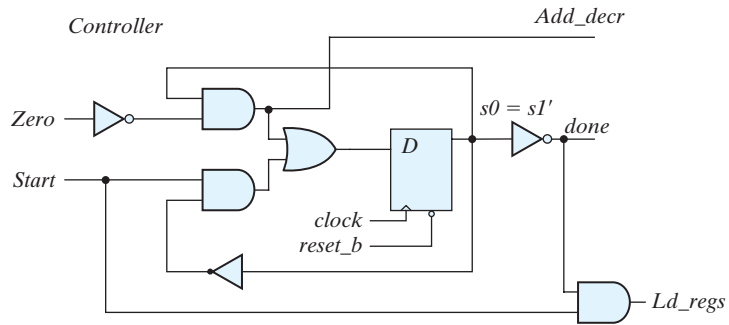 Controller
Add_decr
Zero
s0 = s1′
done
D
Start
clock
reset_b
Ld_regs